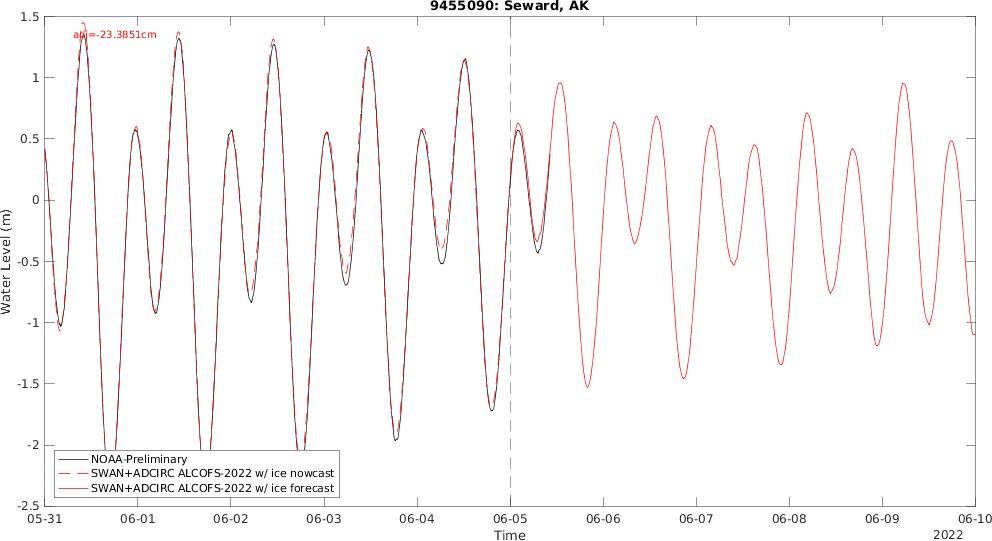 9455090: Seward, AK
1.5
1
0.5
0
-0.5
-1
-1.5
-2
-2.5
Water Level (m)
=-23.3851cm
NOAA-Preliminary
SWAN+ADCIRC ALCOFS-2022 w/ ice nowcast
SWAN+ADCIRC ALCOFS-2022 w/ ice forecast
05-31 06-01 06-02 06-03 06-04 06-05 06-06 06-07 06-08 06-09 06-10
Time
2022